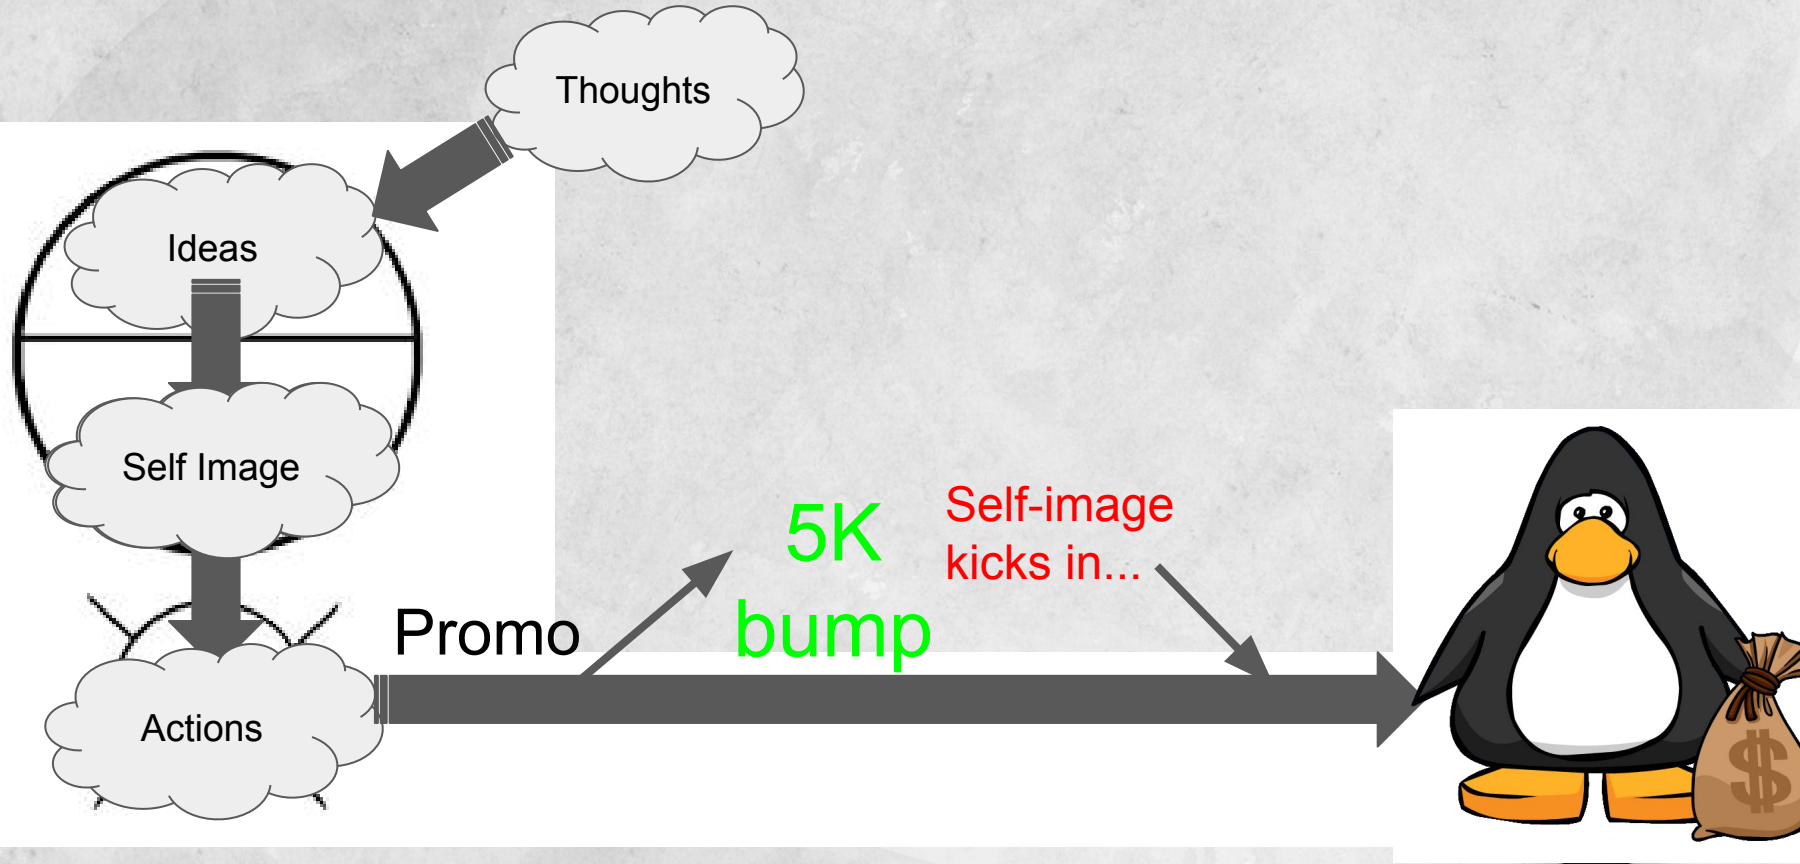 Thoughts
Ideas
Self Image
Actions
Promo
5K
bump
Self-image
kicks in...
$